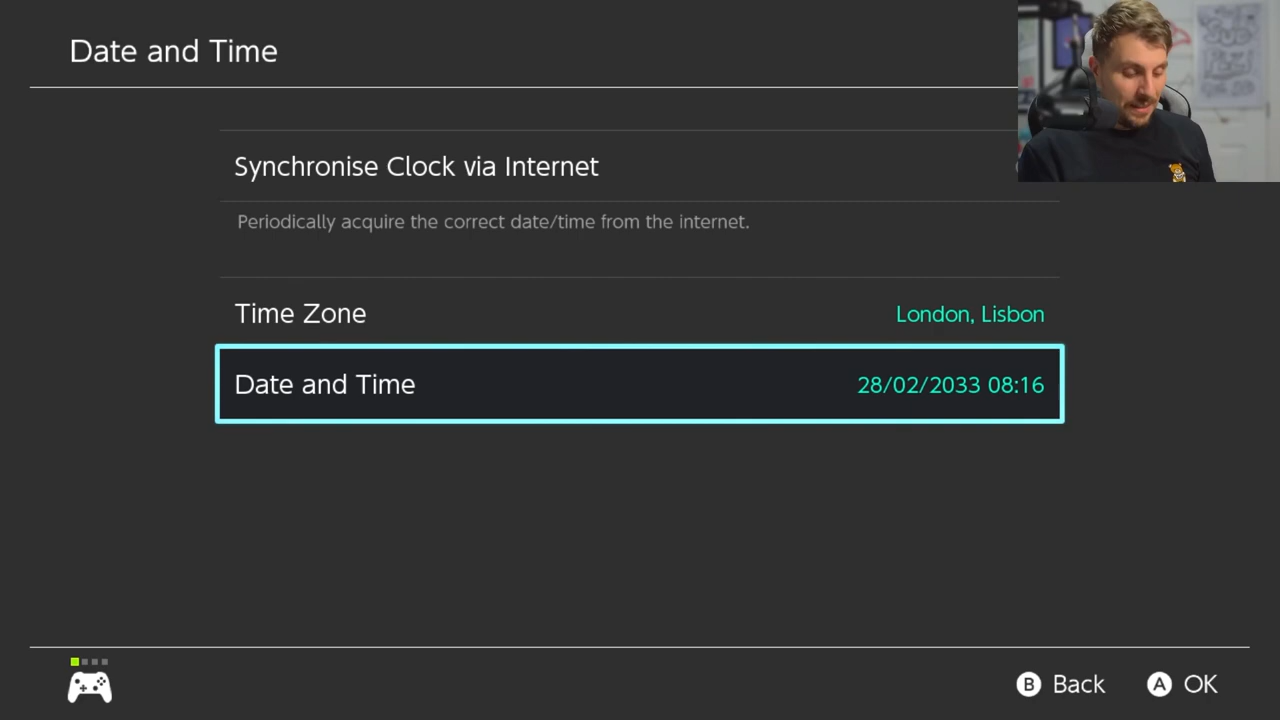 Date and Time
Synchronise Clock via Internet
Periodically acquire the correct date/time from the internet.
Time Zone London, Lisbon
Date and Time 28/02/2033 08:16
B Back A OK